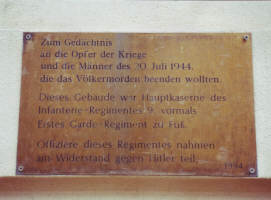 Zum Gedächtnis
an die Opfer der Kriege
und die Männer des 20. Juli 1944,
die das Völkermorden beenden wollten.
Dieses Gebäude war Hauptkaserne des
Infanterie-Regimentes 9, vormals
Erstes Garde-Regiment zu Fuß.
Offiziere dieses Regimentes nahmen
am Widerstand gegen Hitler teil.
1994